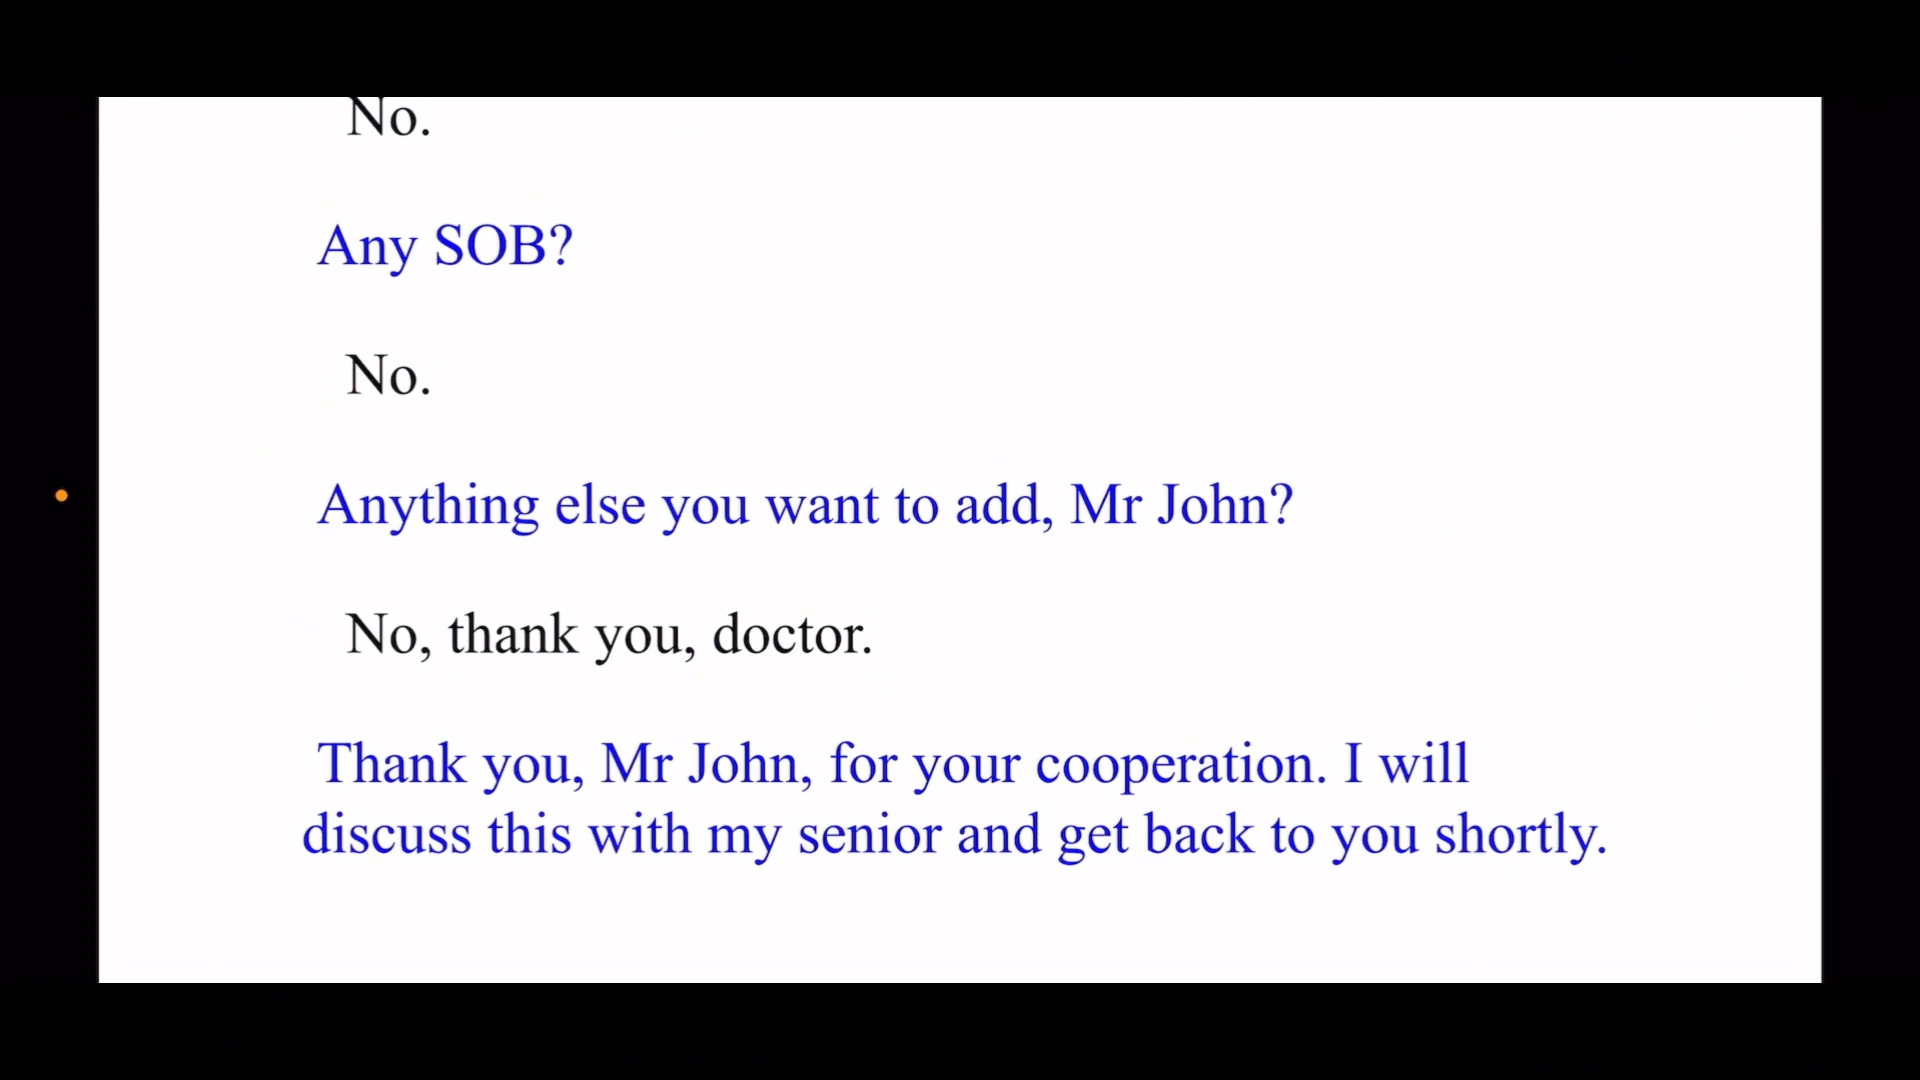 No.
Any SOB?
No.
Anything else you want to add, Mr John?
No, thank you, doctor.
Thank you, Mr John, for your cooperation. I will
discuss this with my senior and get back to you shortly.